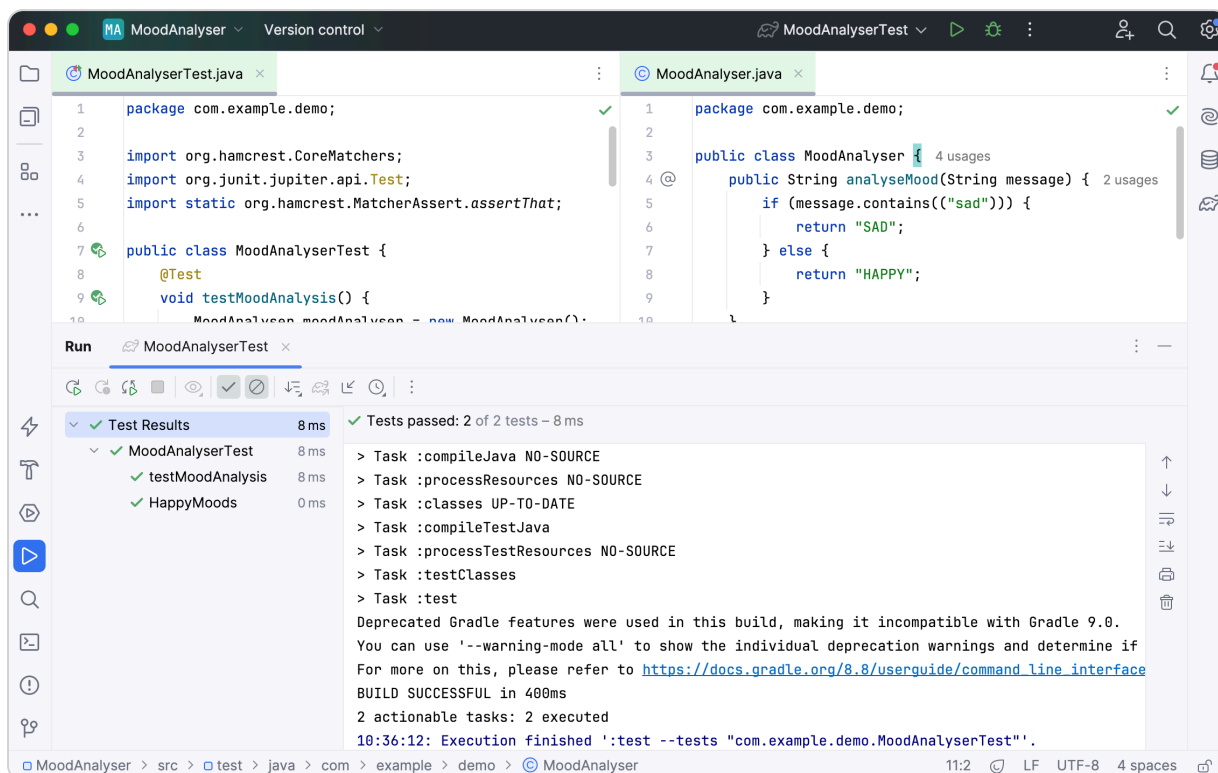 MA MoodAnalyser Version control MoodAnalyserTest
MoodAnalyserTest.java
1 package com.example.demo;
2
3 import org.hamcrest.CoreMatchers;
4 import org.junit.jupiter.api.Test;
5 import static org.hamcrest.MatcherAssert.assertThat;
6
7 public class MoodAnalyserTest {
8 @Test
9 void testMoodAnalysis() {
10 MoodAnalyser moodAnalyser = new MoodAnalyser();
MoodAnalyser.java
1 package com.example.demo;
2
3 public class MoodAnalyser { 4 usages
4 @ public String analyseMood(String message) { 2 usages
5 if (message.contains(("sad"))) {
6 return "SAD";
7 } else {
8 return "HAPPY";
9 }
10 }
Run MoodAnalyserTest
Test Results 8 ms
MoodAnalyserTest 8 ms
testMoodAnalysis 8 ms
HappyMoods 0 ms
Tests passed: 2 of 2 tests – 8 ms
> Task :compileJava NO-SOURCE
> Task :processResources NO-SOURCE
> Task :classes UP-TO-DATE
> Task :compileTestJava
> Task :processTestResources NO-SOURCE
> Task :testClasses
> Task :test
Deprecated Gradle features were used in this build, making it incompatible with Gradle 9.0.
You can use '--warning-mode all' to show the individual deprecation warnings and determine if
For more on this, please refer to https://docs.gradle.org/8.8/userguide/command_line_interface
BUILD SUCCESSFUL in 400ms
2 actionable tasks: 2 executed
10:36:12: Execution finished ':test --tests "com.example.demo.MoodAnalyserTest"'.
MoodAnalyser > src > test > java > com > example > demo > MoodAnalyser 11:2 LF UTF-8 4 spaces